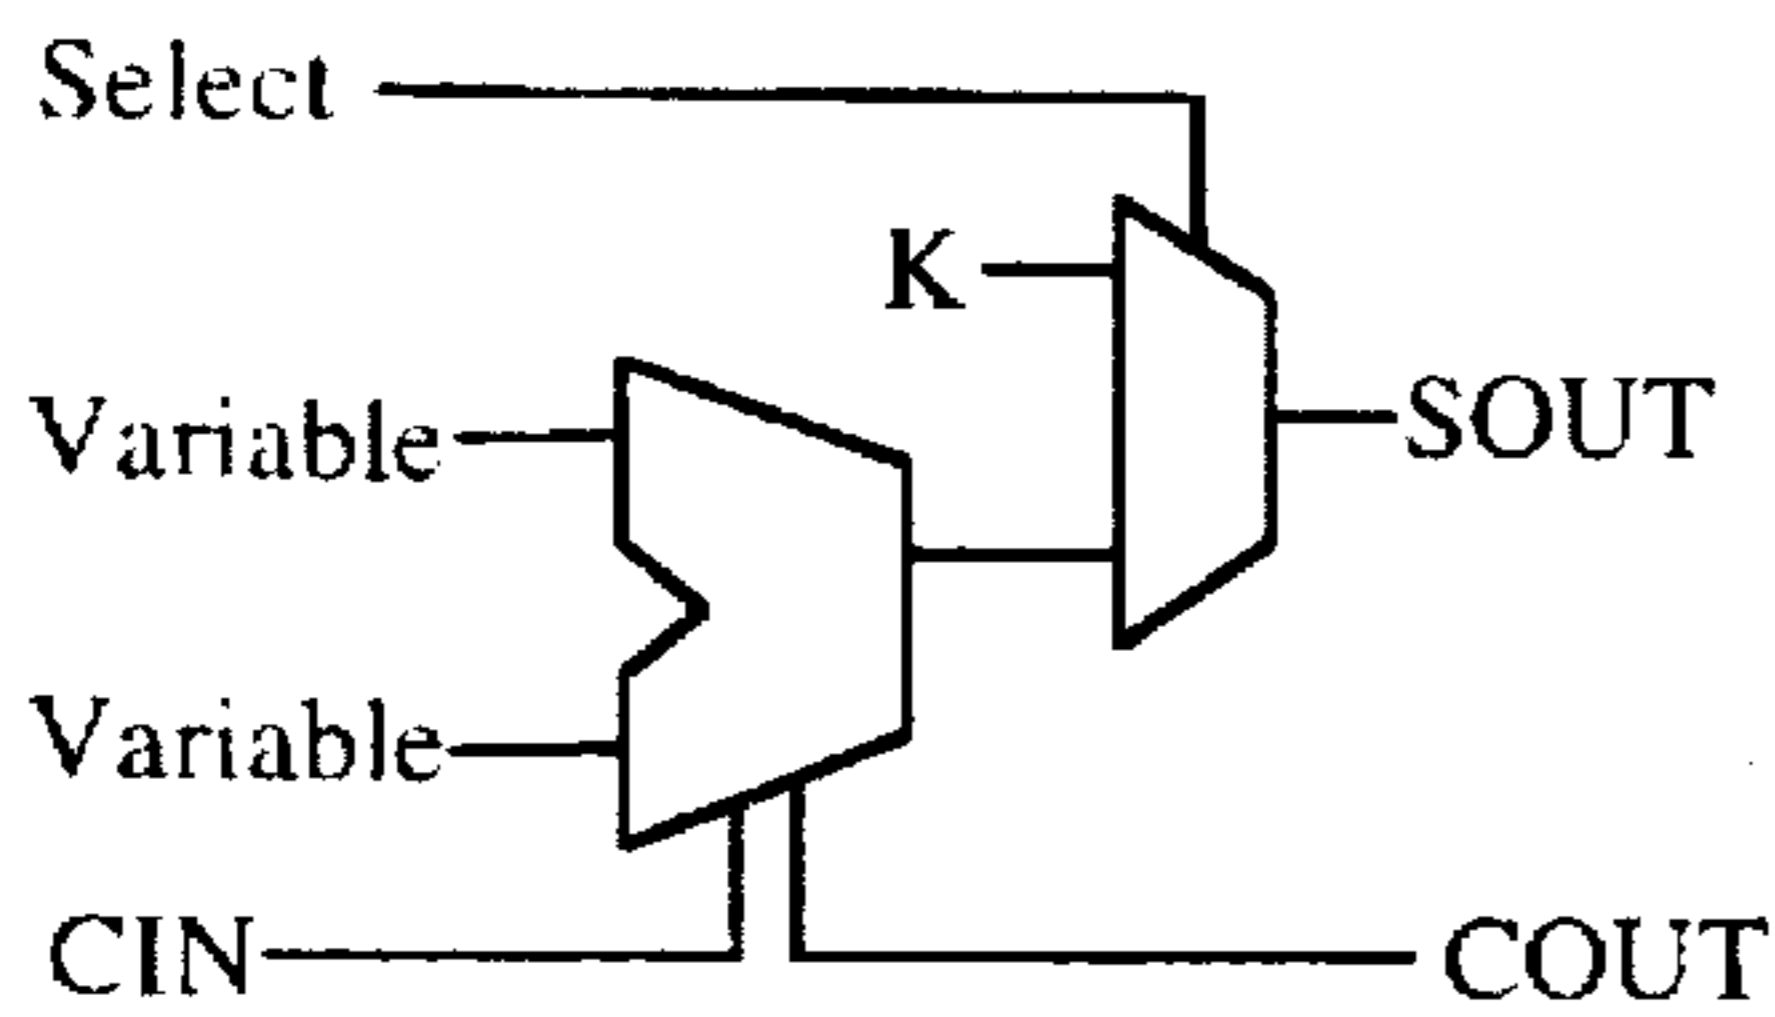 Select
K
Variable
SOUT
Variable
CIN
COUT